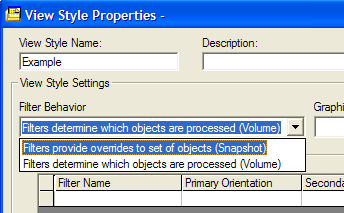 View Style Properties -
View Style Name:
Description:
Example
View Style Settings
Filter Behavior
Filters determine which objects are processed (Volume)
Filters provide overrides to set of objects (Snapshot)
Filters determine which objects are processed (Volume)
Filter Name
Primary Orientation